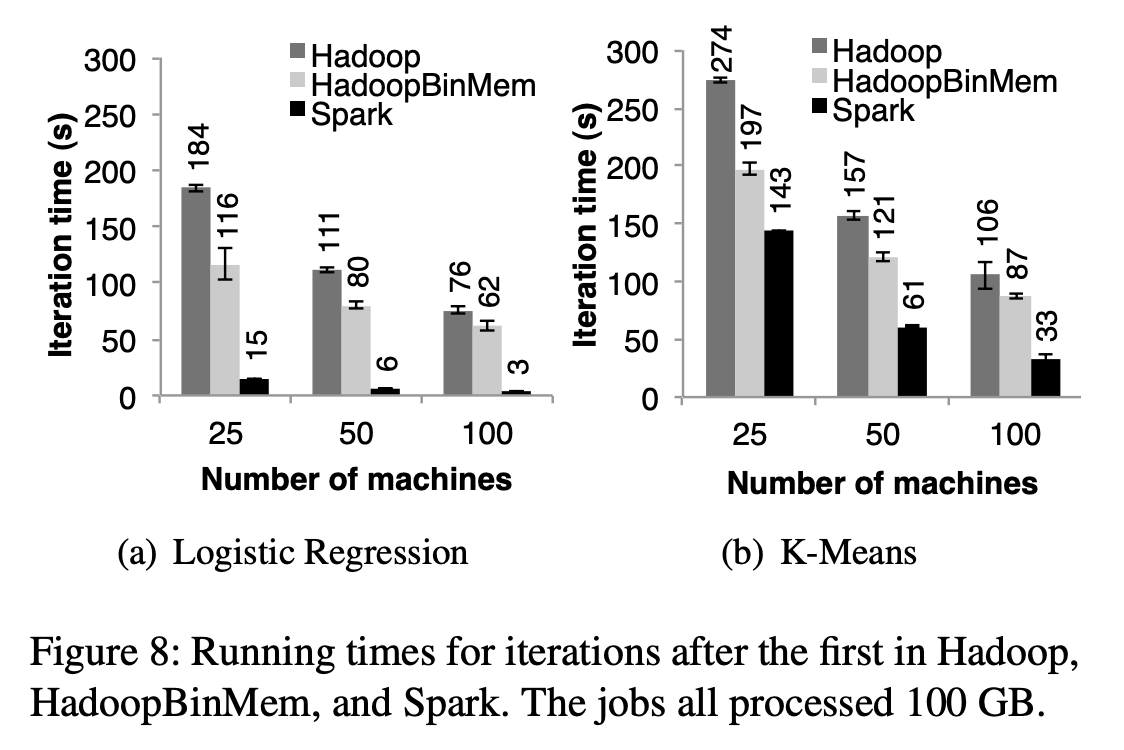 Iteration time (s)
300
250
200
150
100
50
0
Hadoop
HadoopBinMem
Spark
184
116
15
111
80
6
76
62
3
25 50 100
Number of machines
(a) Logistic Regression
Iteration time (s)
300
250
200
150
100
50
0
Hadoop
HadoopBinMem
Spark
274
197
143
157
121
61
106
87
33
25 50 100
Number of machines
(b) K-Means
Figure 8: Running times for iterations after the first in Hadoop,
HadoopBinMem, and Spark. The jobs all processed 100 GB.